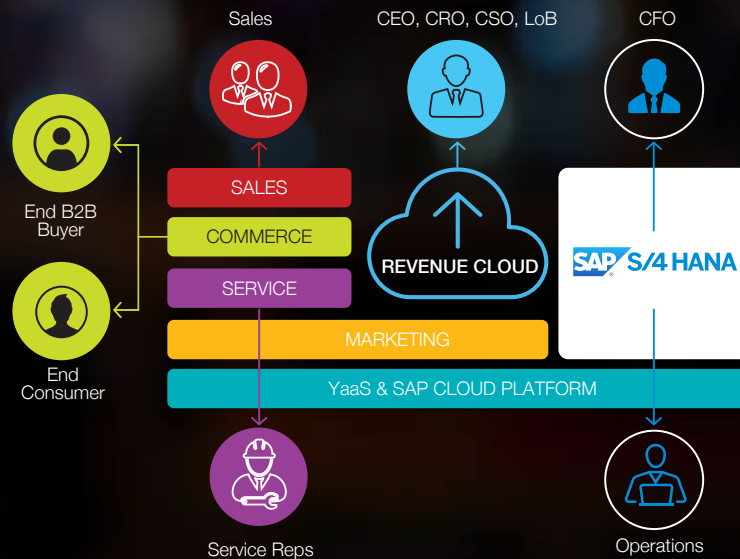 Sales
CEO, CRO, CSO, LoB
CFO
End B2B
Buyer
End
Consumer
SALES
COMMERCE
SERVICE
REVENUE CLOUD
SAP® S/4 HANA
MARKETING
YaaS & SAP CLOUD PLATFORM
Service Reps
Operations